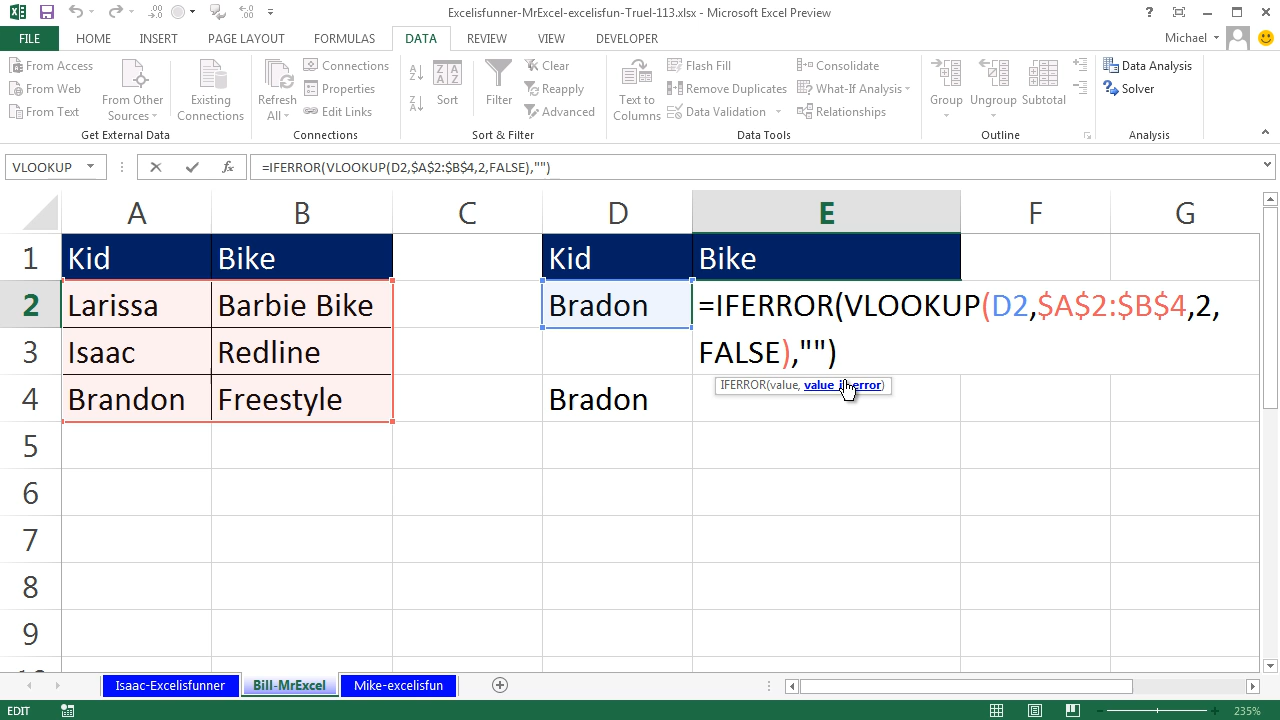 Excelisfunner-MrExcel-excelisfun-Truel-113.xlsx - Microsoft Excel Preview
FILE HOME INSERT PAGE LAYOUT FORMULAS DATA REVIEW VIEW DEVELOPER Michael
From Access
From Web
From Text
From Other
Sources
Existing
Connections
Get External Data
Refresh
All
Connections
Properties
Edit Links
Connections
Sort
Filter
Clear
Reapply
Advanced
Sort & Filter
Text to
Columns
Flash Fill
Remove Duplicates
Data Validation
Consolidate
What-If Analysis
Relationships
Data Tools
Group
Ungroup
Subtotal
Outline
Data Analysis
Solver
Analysis
VLOOKUP =IFERROR(VLOOKUP(D2,$A$2:$B$4,2,FALSE),"")
A B C D E F G
1 Kid Bike Kid Bike
2 Larissa Barbie Bike Bradon =IFERROR(VLOOKUP(D2,$A$2:$B$4,2,
3 Isaac Redline FALSE),"")
IFERROR(value, value_if_error)
4 Brandon Freestyle Bradon
5
6
7
8
9
Isaac-Excelisfunner Bill-MrExcel Mike-excelisfun
EDIT 235%